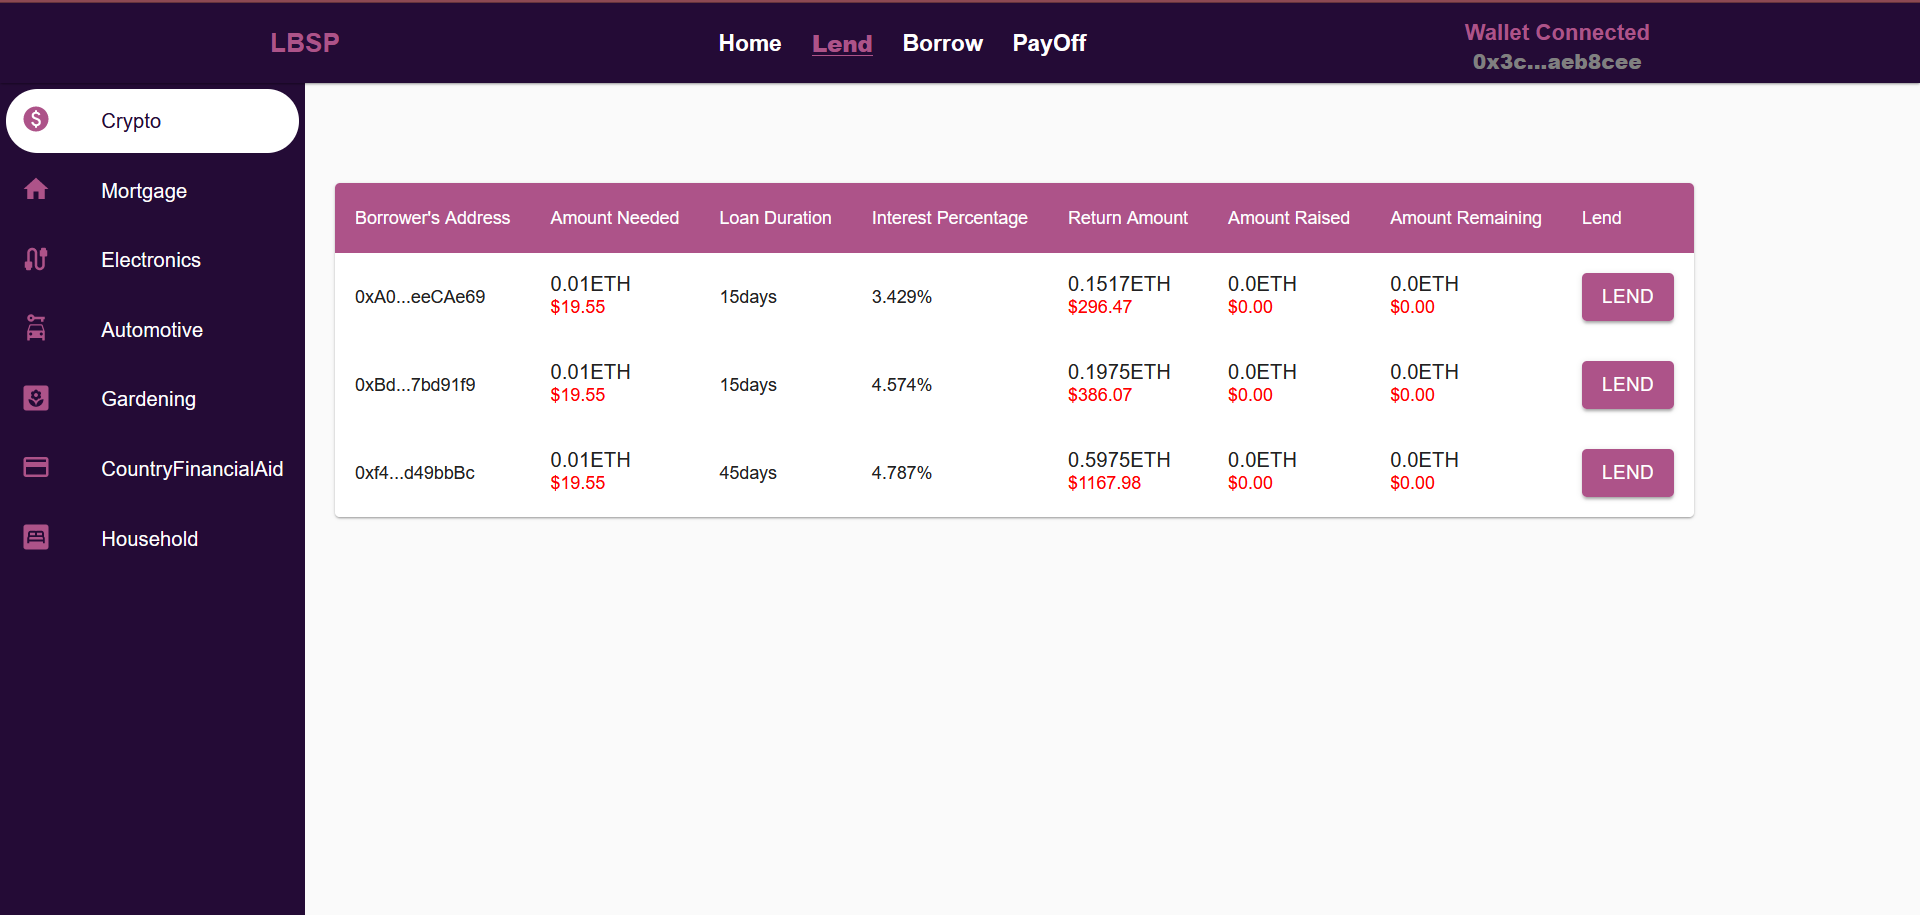 LBSP
Home Lend Borrow PayOff
Wallet Connected
0x3c...aeb8cee
Crypto
Mortgage
Electronics
Automotive
Gardening
CountryFinancialAid
Household
Borrower's Address Amount Needed Loan Duration Interest Percentage Return Amount Amount Raised Amount Remaining Lend
0xA0...eeCAe69 0.01ETH 15days 3.429% 0.1517ETH 0.0ETH 0.0ETH LEND
$19.55 $296.47 $0.00 $0.00
0xBd...7bd91f9 0.01ETH 15days 4.574% 0.1975ETH 0.0ETH 0.0ETH LEND
$19.55 $386.07 $0.00 $0.00
0xf4...d49bbBc 0.01ETH 45days 4.787% 0.5975ETH 0.0ETH 0.0ETH LEND
$19.55 $1167.98 $0.00 $0.00